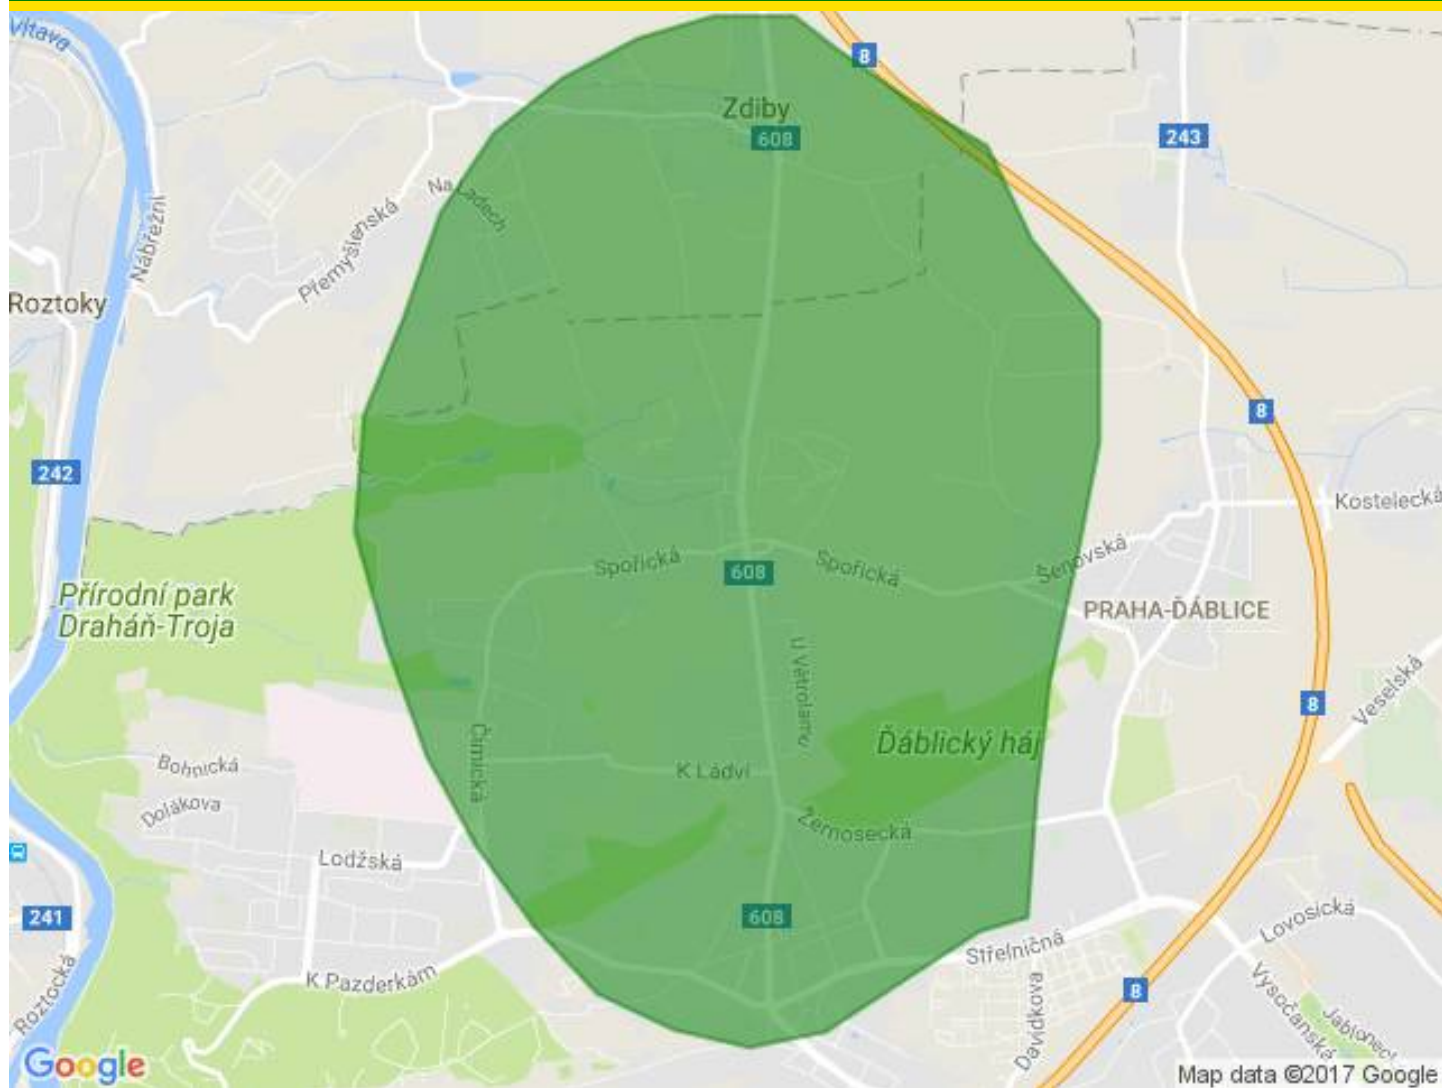 Vltava
8
Zdiby
608
243
Na Ladech
Nábřežní
Přemyšlenská
Roztoky
8
242
Kostelecká
Spořická
608
Spořická
Šenovská
Přírodní park
Draháň-Troja
PRAHA-ĎÁBLICE
U Větrolamu
Veselská
8
Čimická
Ďáblický háj
Bohnická
K Ládví
Dolákova
Žernosecká
Lodžská
241
608
Lovosická
Střelničná
K Pazderkám
Roztocká
Davídkova
8
Vysočanská
Jablonec
Google
Map data ©2017 Google